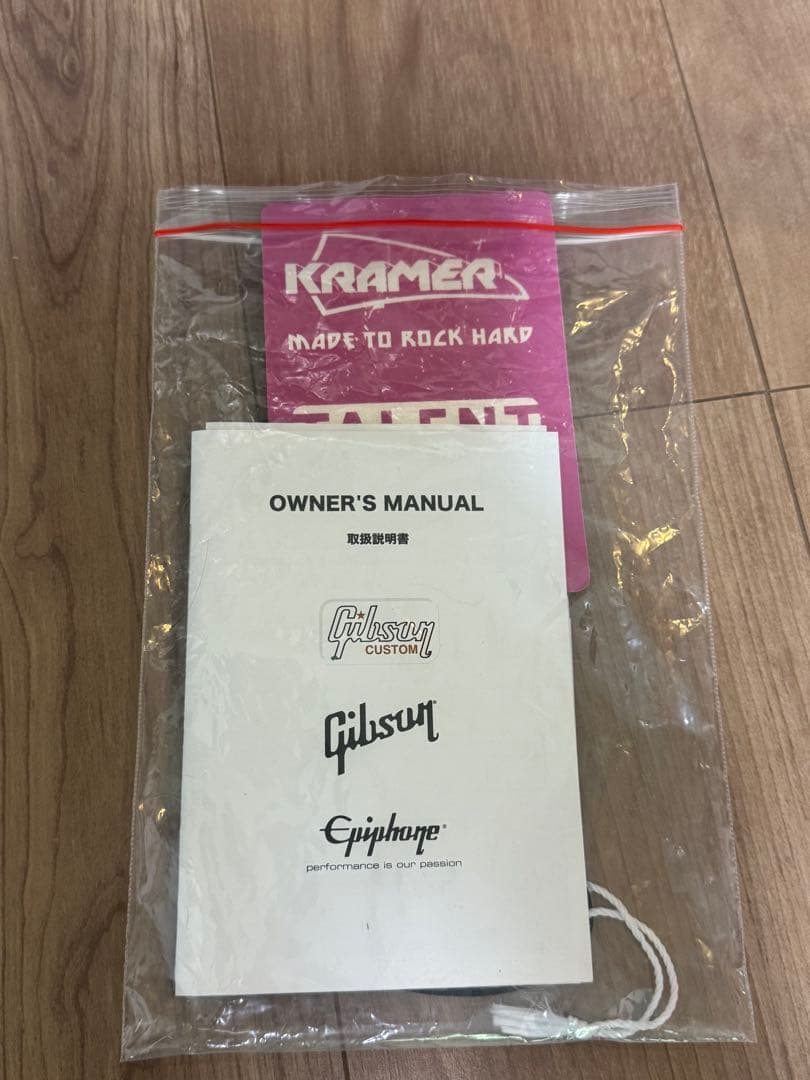 KRAMER
MADE TO ROCK HARD
OWNER'S MANUAL
取扱説明書
Gibson
CUSTOM
Gibson
Epiphone®
performance is our passion